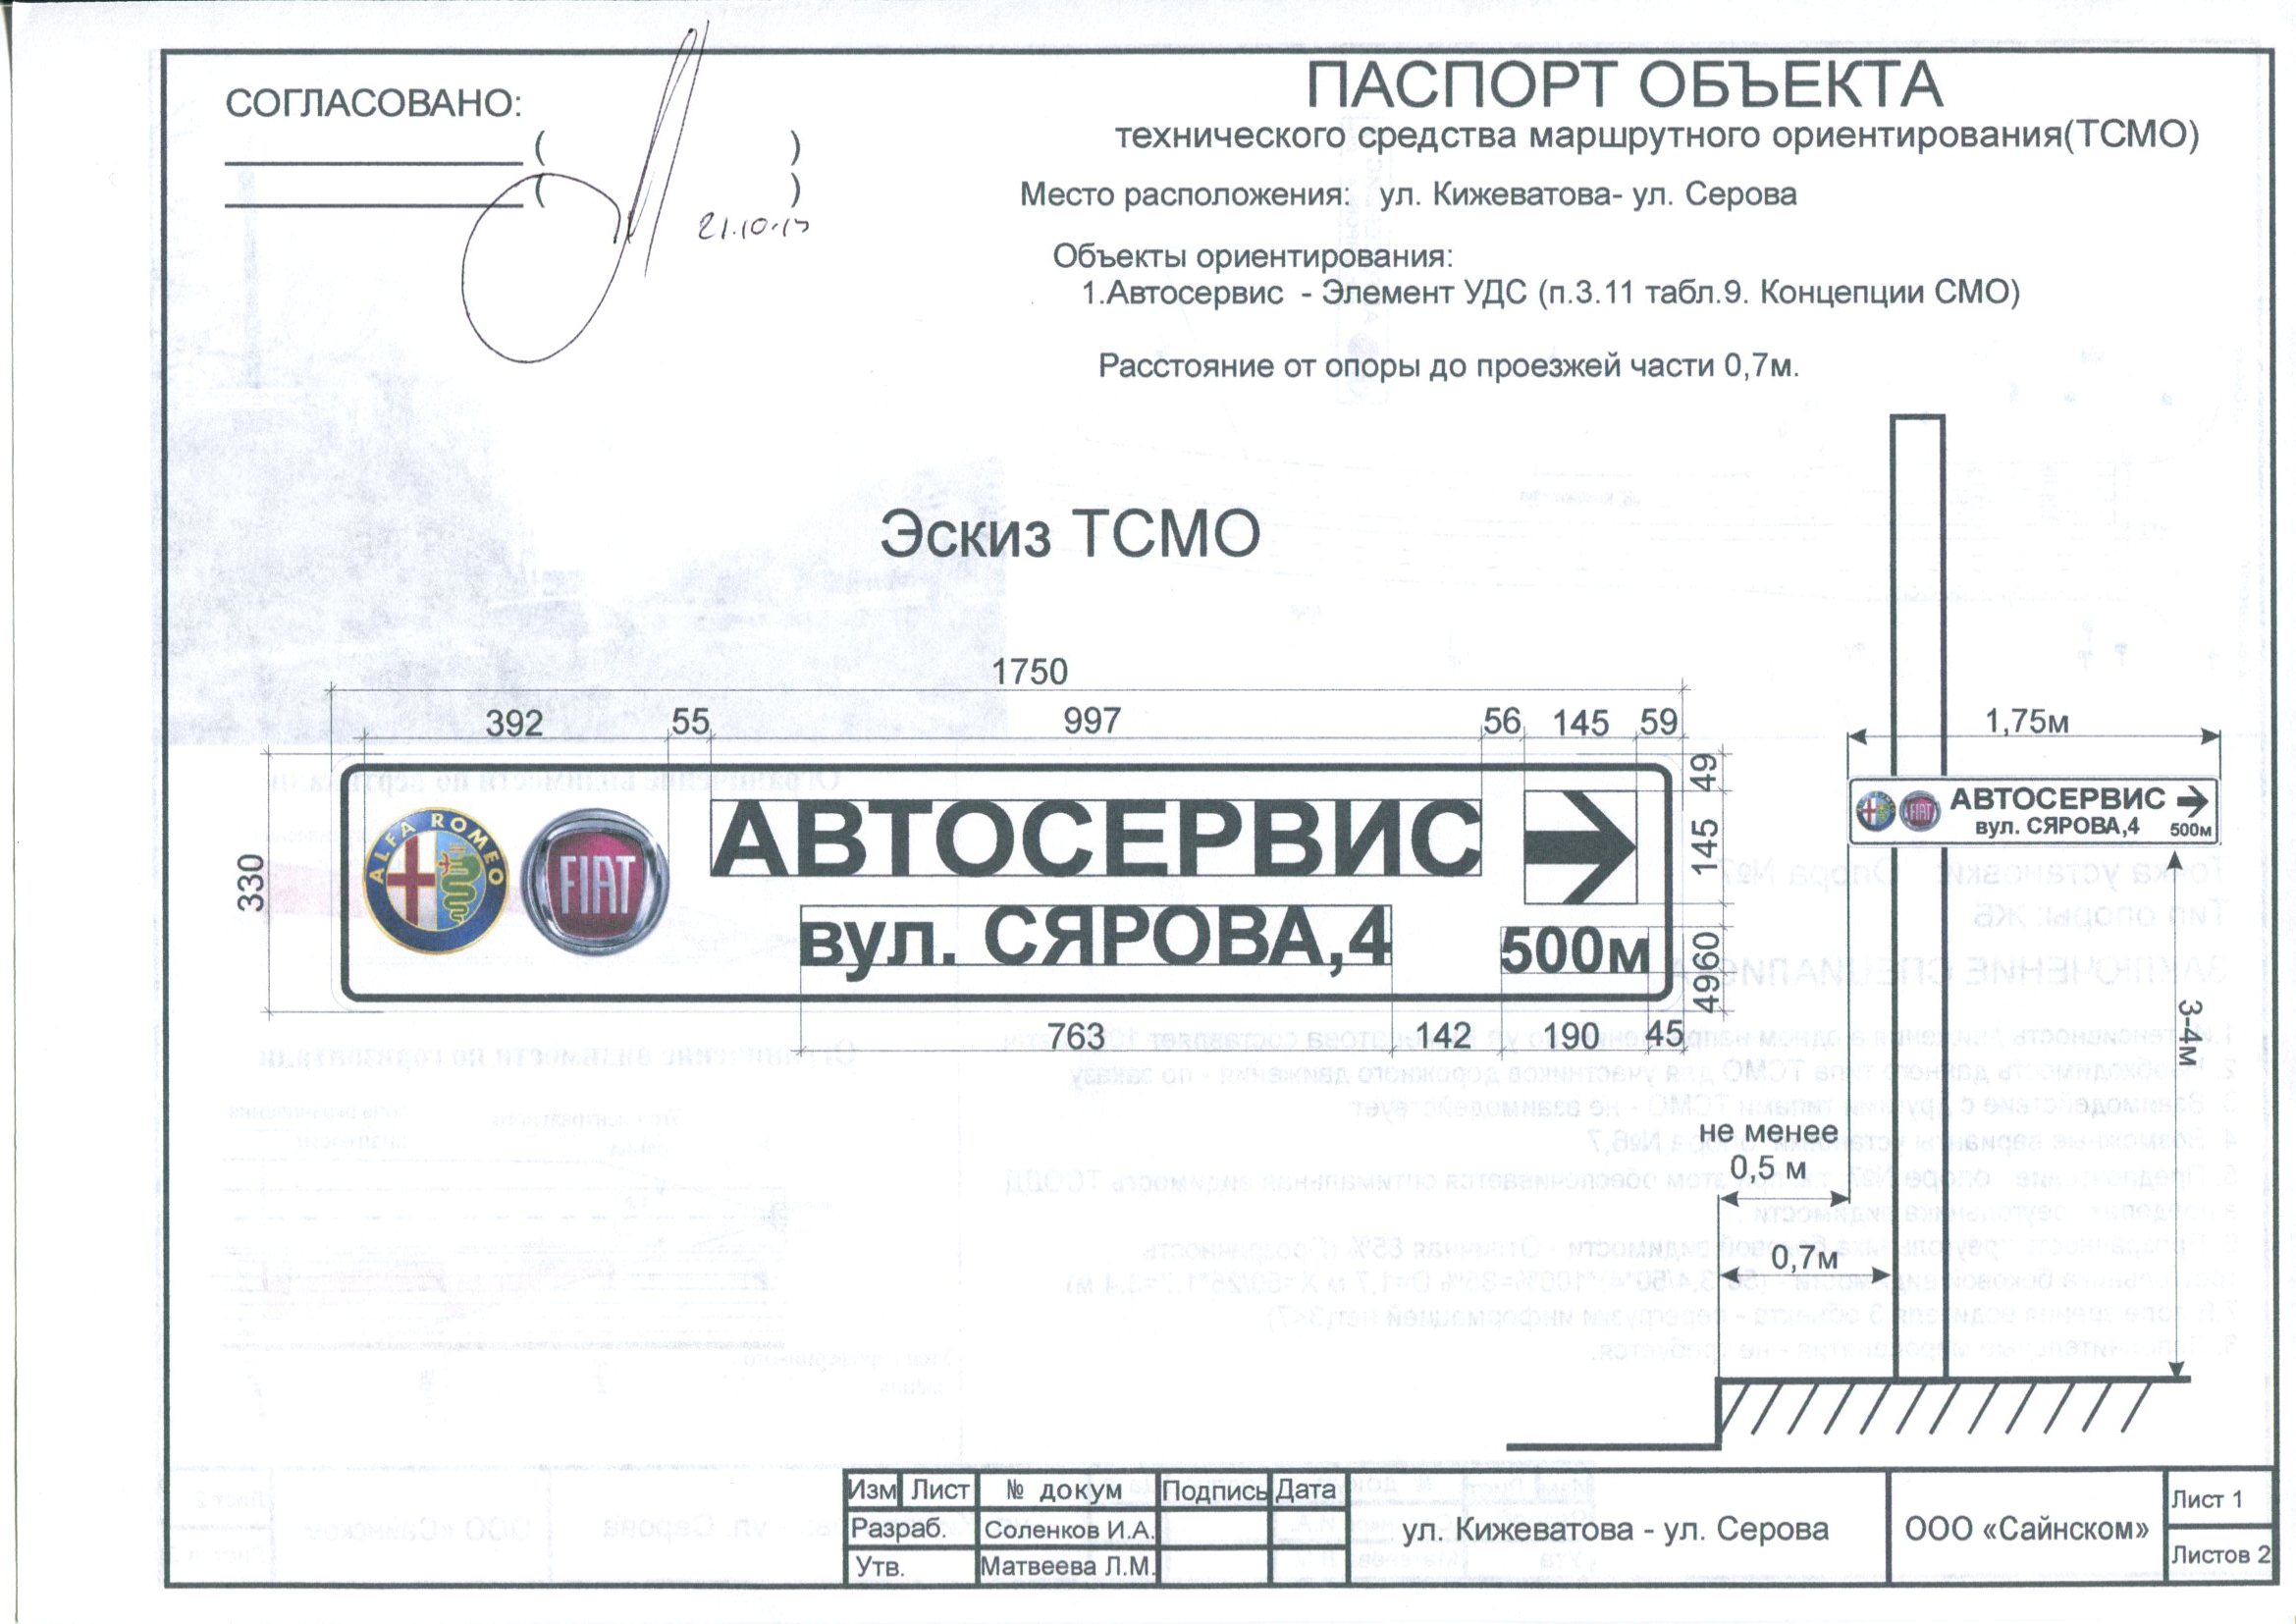 СОГЛАСОВАНО:
( )
( )
21.10.15
ПАСПОРТ ОБЪЕКТА
технического средства маршрутного ориентирования(ТСМО)
Место расположения: ул. Кижеватова- ул. Серова
Объекты ориентирования:
1.Автосервис - Элемент УДС (п.3.11 табл.9. Концепции СМО)
Расстояние от опоры до проезжей части 0,7м.
Эскиз ТСМО
1750
392 55 997 56 145 59
330
ALFA ROMEO
FIAT
АВТОСЕРВИС
вул. СЯРОВА,4
500м
49
145
60
49
763 142 190 45
1,75м
АВТОСЕРВИС
вул. СЯРОВА,4 500м
3-4м
не менее
0,5 м
0,7м
Изм Лист № докум Подпись Дата
Разраб. Соленков И.А.
Утв. Матвеева Л.М.
ул. Кижеватова - ул. Серова
ООО «Сайнском»
Лист 1
Листов 2